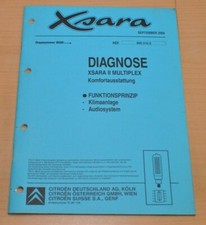 Xsara
SEPTEMBER 2000
DIAGNOSE
XSARA II MULTIPLEX
Komfortausstattung
FUNKTIONSPRINZIP
- Klimaanlage
- Audiosystem
CITROËN DEUTSCHLAND AG, KÖLN
CITROËN ÖSTERREICH GMBH, WIEN
CITROËN SUISSE S.A., GENF